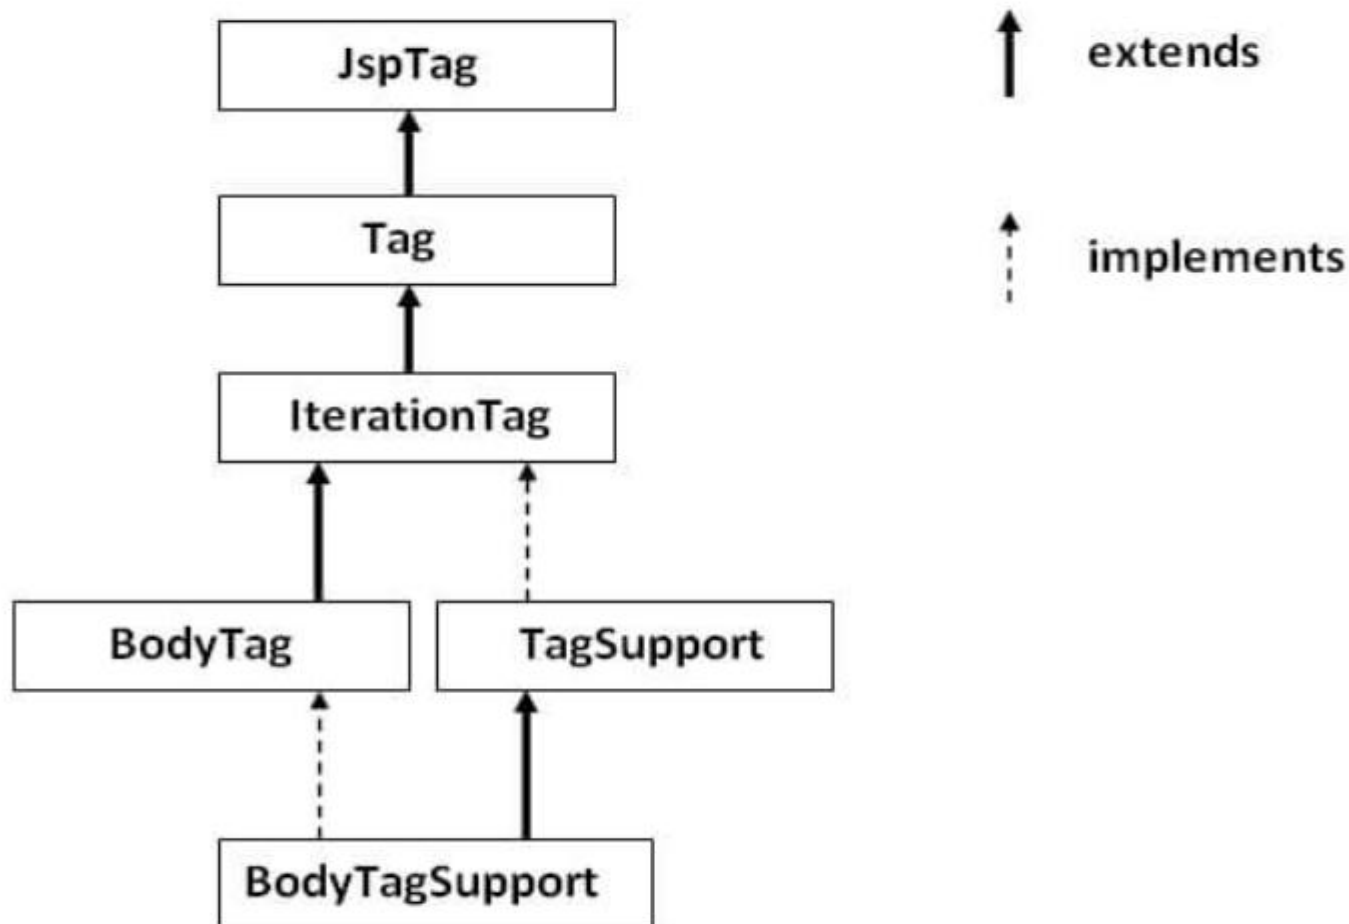 JspTag
extends
Tag
implements
IterationTag
BodyTag
TagSupport
BodyTagSupport